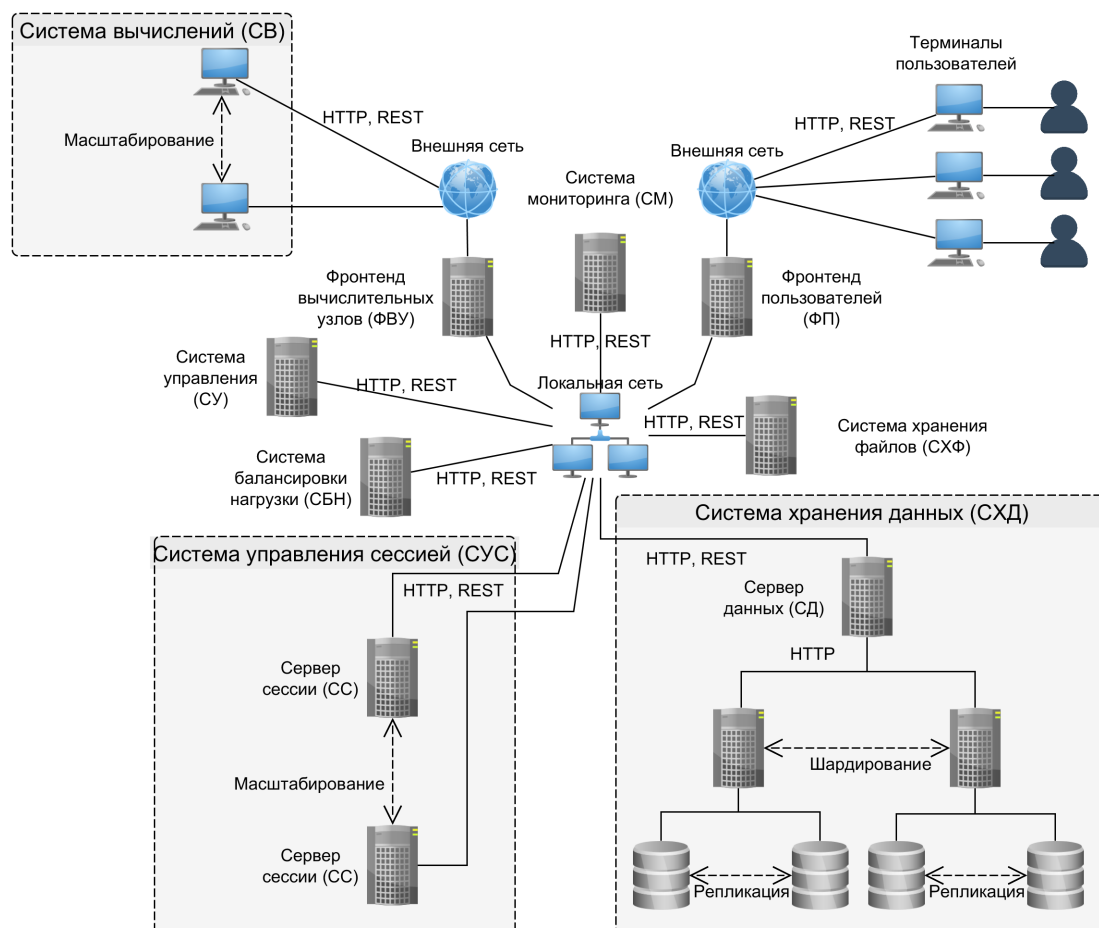 Система вычислений (СВ)
Масштабирование
HTTP, REST
Внешняя сеть
Терминалы
пользователей
HTTP, REST
Внешняя сеть
Система
мониторинга (СМ)
Фронтенд
вычислительных
узлов (ФВУ)
Фронтенд
пользователей
(ФП)
HTTP, REST
Система
управления
(СУ)
HTTP, REST
Локальная сеть
HTTP, REST
Система хранения
файлов (СХФ)
Система
балансировки
нагрузки (СБН)
HTTP, REST
Система управления сессией (СУС)
HTTP, REST
Сервер
сессии (СС)
Масштабирование
Сервер
сессии (СС)
Система хранения данных (СХД)
HTTP, REST
Сервер
данных (СД)
HTTP
Шардирование
Репликация
Репликация